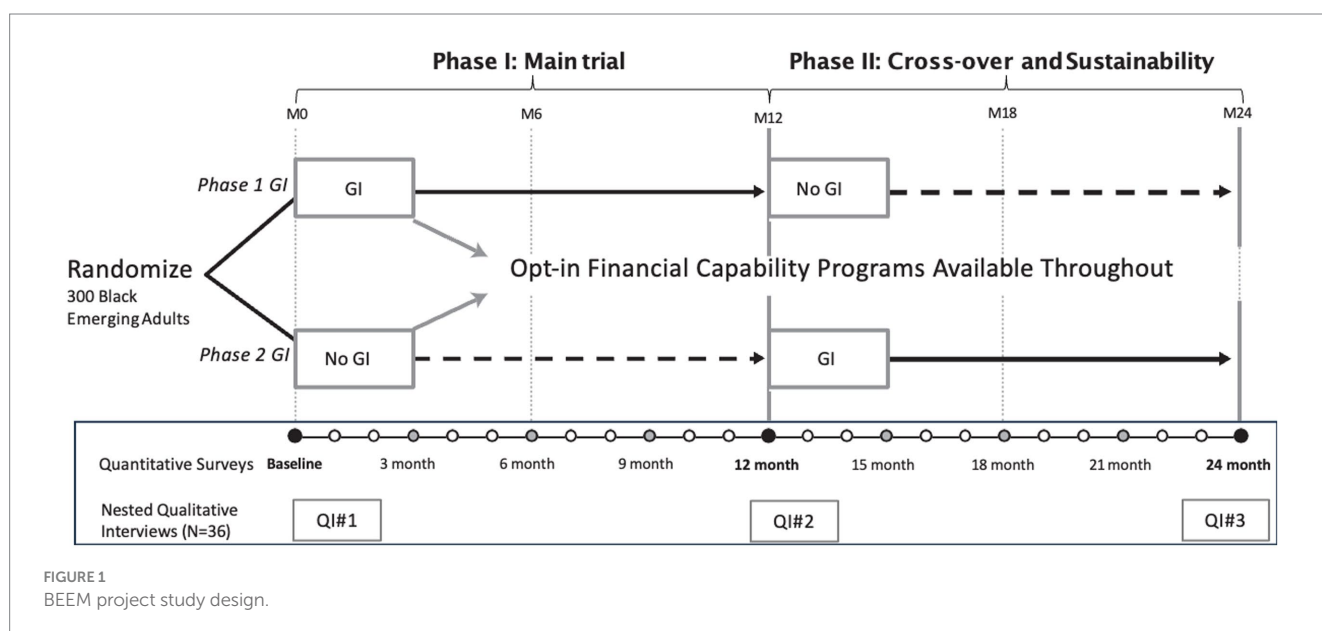 Phase I: Main trial
Phase II: Cross-over and Sustainability
M0
M6
M12
M18
M24
Phase 1 GI
GI
No GI
Randomize
300 Black
Emerging Adults
Opt-in Financial Capability Programs Available Throughout
Phase 2 GI
No GI
GI
Quantitative Surveys
Baseline
3 month
6 month
9 month
12 month
15 month
18 month
21 month
24 month
Nested Qualitative
Interviews (N=36)
QI#1
QI#2
QI#3
FIGURE 1
BEEM project study design.